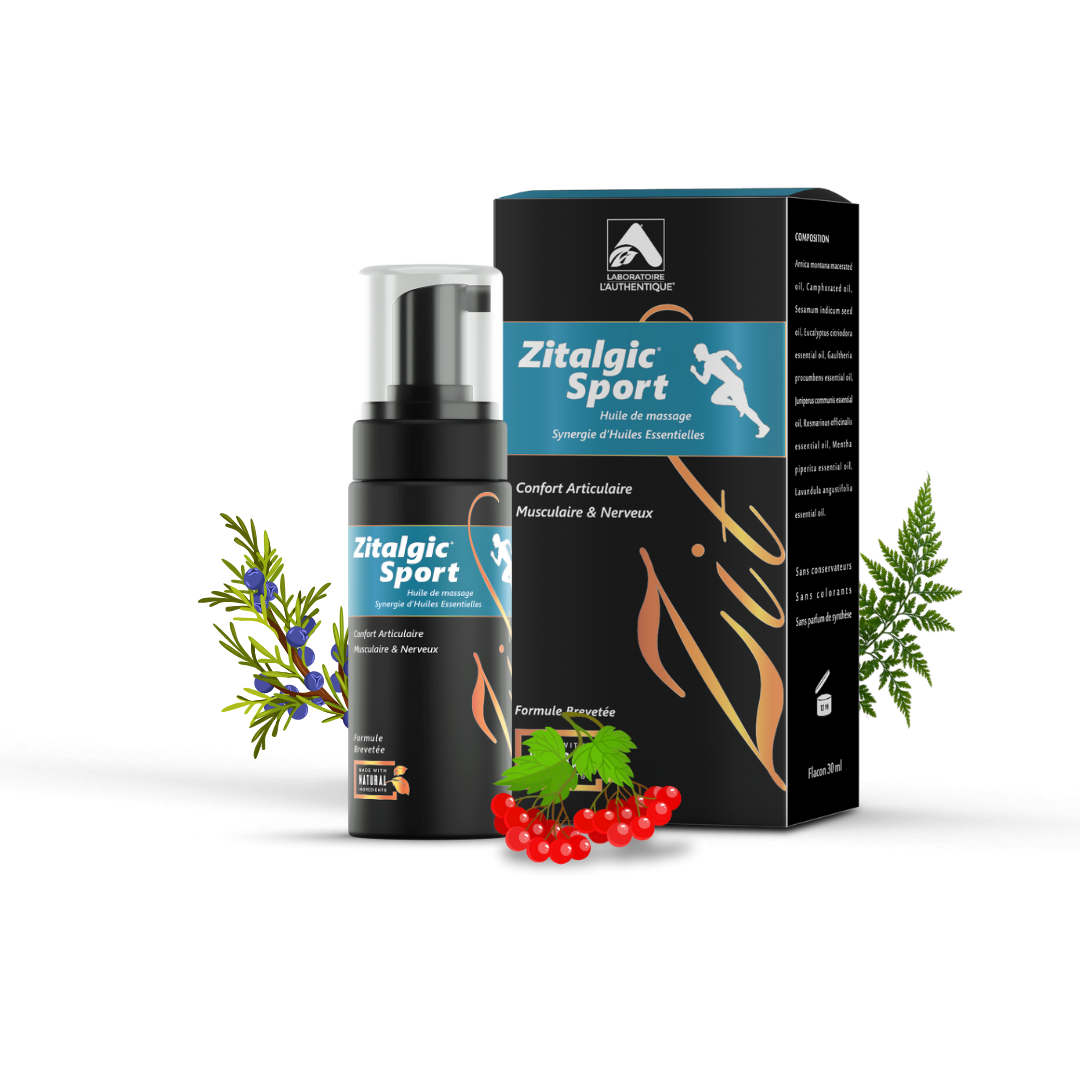 LABORATOIRE
L'AUTHENTIQUE®
Zitalgic®
Sport
Huile de massage
Synergie d'Huiles Essentielles
Confort Articulaire
Musculaire & Nerveux
Zit
Formule Brevetée
COMPOSITION
Arnica montana macerated
oil, Camphoraced oil,
Sesamum indicum seed
oil, Eucalyptus citriodora
essential oil, Gaultheria
procumbens essential oil,
Juniperus communis essential
oil, Rosmarinus officinalis
essential oil, Mentha
piperita essential oil,
Lavandula angustifolia
essential oil.
Sans conservateurs
Sans colorants
Sans parfum de synthèse
12 M
Flacon 30 ml
Zitalgic®
Sport
Huile de massage
Synergie d'Huiles Essentielles
Confort Articulaire
Musculaire & Nerveux
Formule
Brevetée
MADE WITH
NATURAL
INGREDIENTS